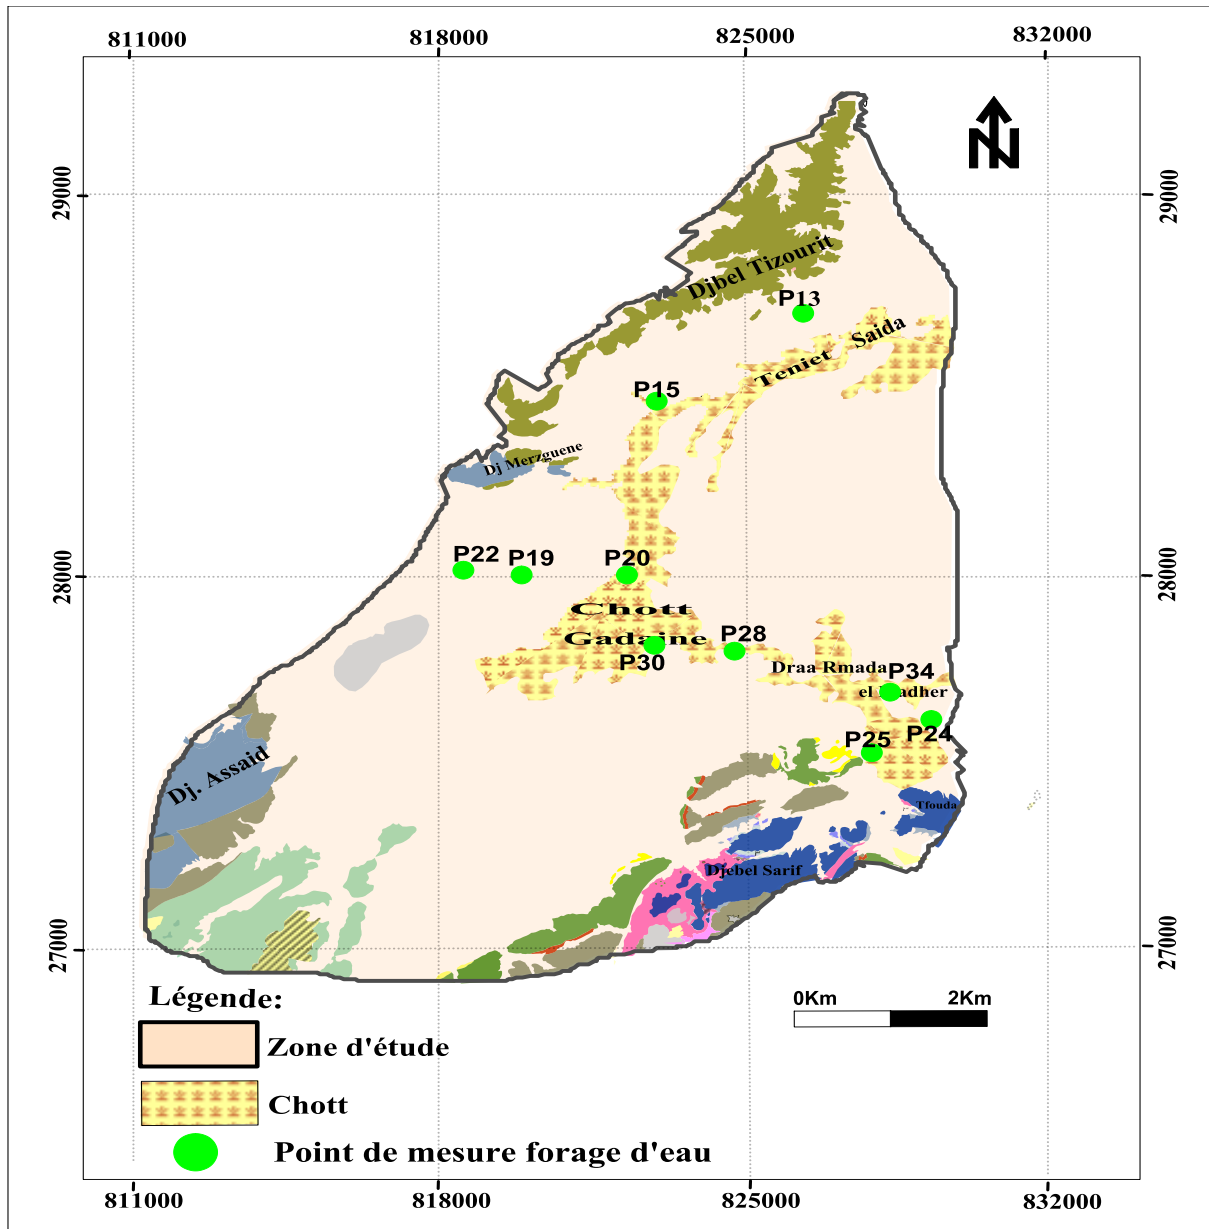 811000 818000 825000 832000
N
29000 29000
Djbel Tizourit
P13
Teniet Saida
P15
Dj Merzguene
P22 P19 P20
28000 28000
Chott
Gadaine
P28
P30
Draa Rmada
P34
P24
P25
Dj. Assaid
Tfouda
Djebel Sarif
27000 27000
Légende:
0Km 2Km
Zone d'étude
Chott
Point de mesure forage d'eau
811000 818000 825000 832000